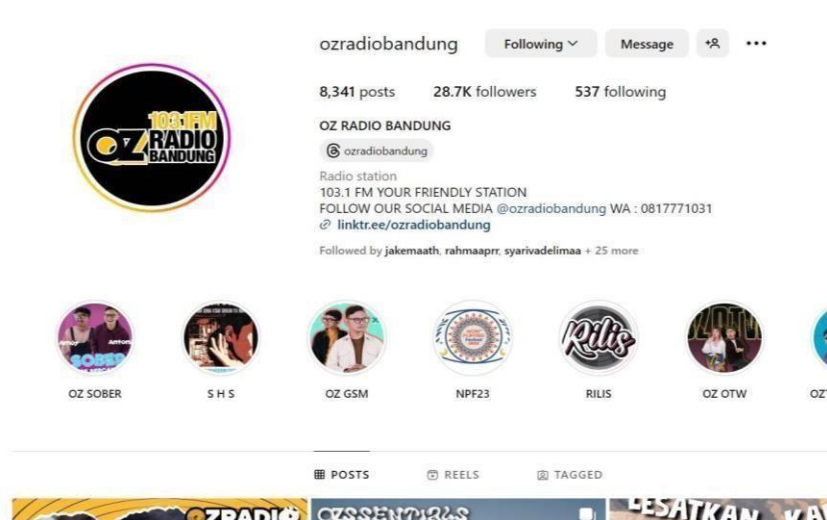 ozradiobandung Following Message
8,341 posts 28.7K followers 537 following
103.1FM
OZ RADIO
BANDUNG
OZ RADIO BANDUNG
ozradiobandung
Radio station
103.1 FM YOUR FRIENDLY STATION
FOLLOW OUR SOCIAL MEDIA @ozradiobandung WA : 0817771031
linktr.ee/ozradiobandung
Followed by jakemaath, rahmaaprr, syarivadelimaa + 25 more
Anton
SOBER
Rilis
OZ SOBER S H S OZ GSM NPF23 RILIS OZ OTW
POSTS REELS TAGGED
OZRADIO OZSSENTIALS LESATKAN